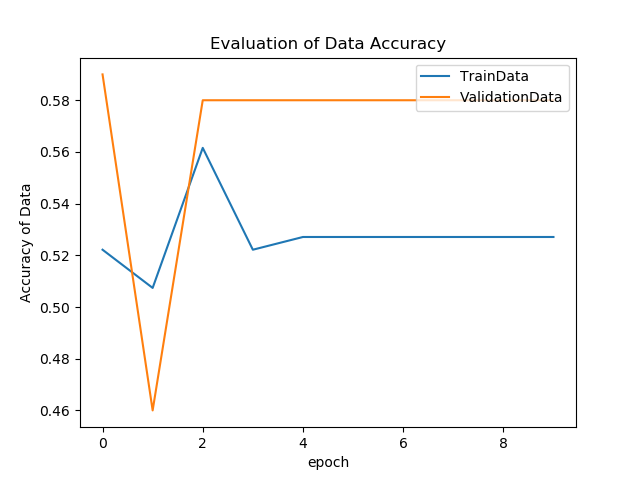 Evaluation of Data Accuracy
TrainData
ValidationData
Accuracy of Data
0.58
0.56
0.54
0.52
0.50
0.48
0.46
0
2
4
6
8
epoch